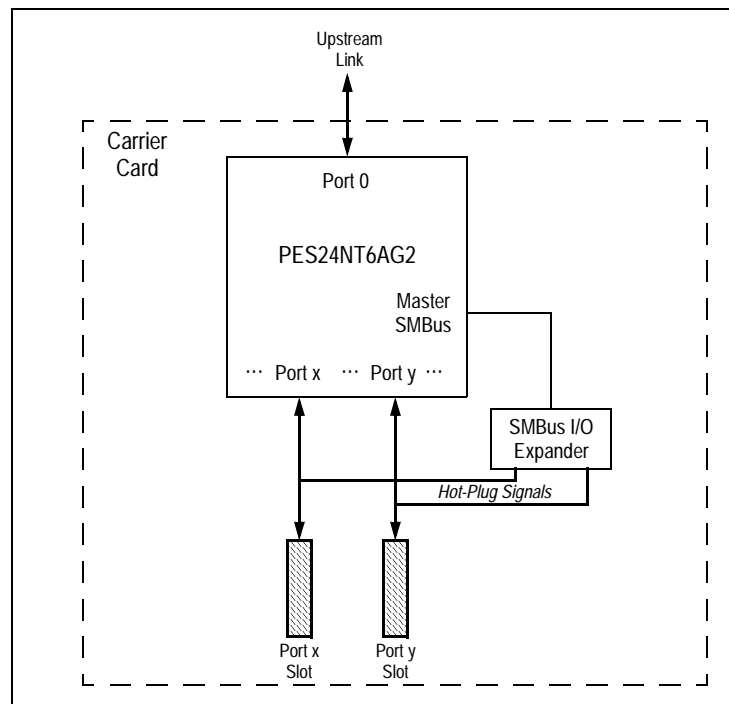 Upstream
Link
Carrier
Card
Port 0
PES24NT6AG2
Master
SMBus
··· Port x ··· Port y ···
SMBus I/O
Expander
Hot-Plug Signals
Port x
Slot
Port y
Slot